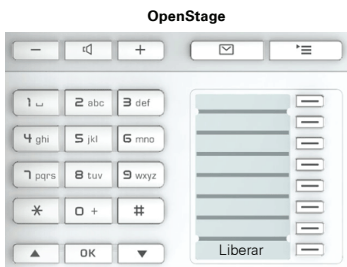 OpenStage
− +
1 ␣ 2 abc 3 def
4 ghi 5 jkl 6 mno
7 pqrs 8 tuv 9 wxyz
* 0 + #
OK
Liberar